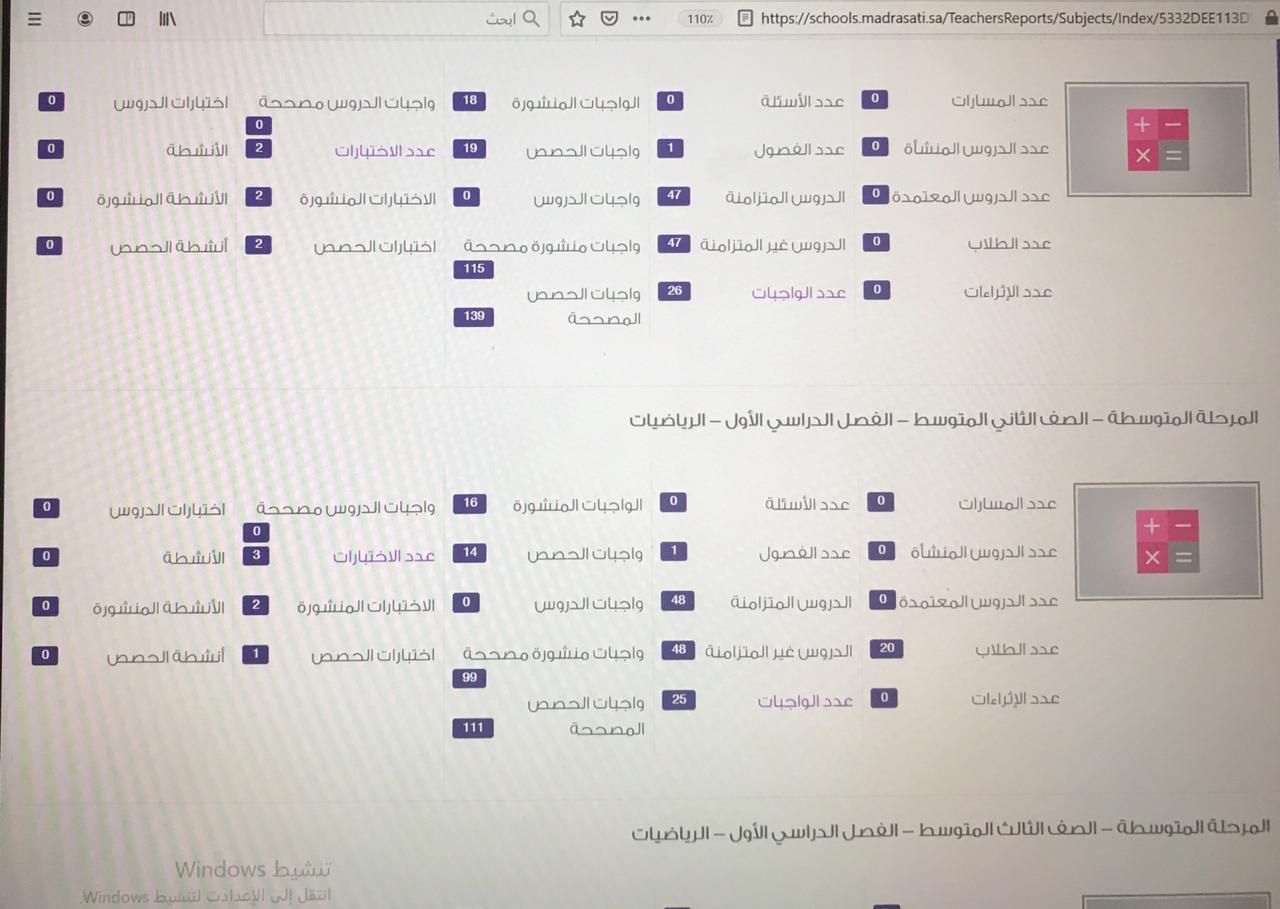 110% https://schools.madrasati.sa/TeachersReports/Subjects/Index/5332DEE113D
ابحث
عدد المسارات 0 عدد الأسئلة 0 الواجبات المنشورة 18 واجبات الدروس مصححة 0 اختبارات الدروس 0
عدد الدروس المنشأة 0 عدد الفصول 1 واجبات الحصص 19 عدد الاختبارات 2 الأنشطة 0
عدد الدروس المعتمدة 0 الدروس المتزامنة 47 واجبات الدروس 0 الاختبارات المنشورة 2 الأنشطة المنشورة 0
عدد الطلاب 0 الدروس غير المتزامنة 47 واجبات منشورة مصححة 115 اختبارات الحصص 2 أنشطة الحصص 0
عدد الإثراءات 0 عدد الواجبات 26 واجبات الحصص
المصححة 139
المرحلة المتوسطة – الصف الثاني المتوسط – الفصل الدراسي الأول – الرياضيات
عدد المسارات 0 عدد الأسئلة 0 الواجبات المنشورة 16 واجبات الدروس مصححة 0 اختبارات الدروس 0
عدد الدروس المنشأة 0 عدد الفصول 1 واجبات الحصص 14 عدد الاختبارات 3 الأنشطة 0
عدد الدروس المعتمدة 0 الدروس المتزامنة 48 واجبات الدروس 0 الاختبارات المنشورة 2 الأنشطة المنشورة 0
عدد الطلاب 20 الدروس غير المتزامنة 48 واجبات منشورة مصححة 99 اختبارات الحصص 1 أنشطة الحصص 0
عدد الإثراءات 0 عدد الواجبات 25 واجبات الحصص
المصححة 111
المرحلة المتوسطة – الصف الثالث المتوسط – الفصل الدراسي الأول – الرياضيات
تنشيط Windows
انتقل إلى الإعدادت لتنشيط Windows.